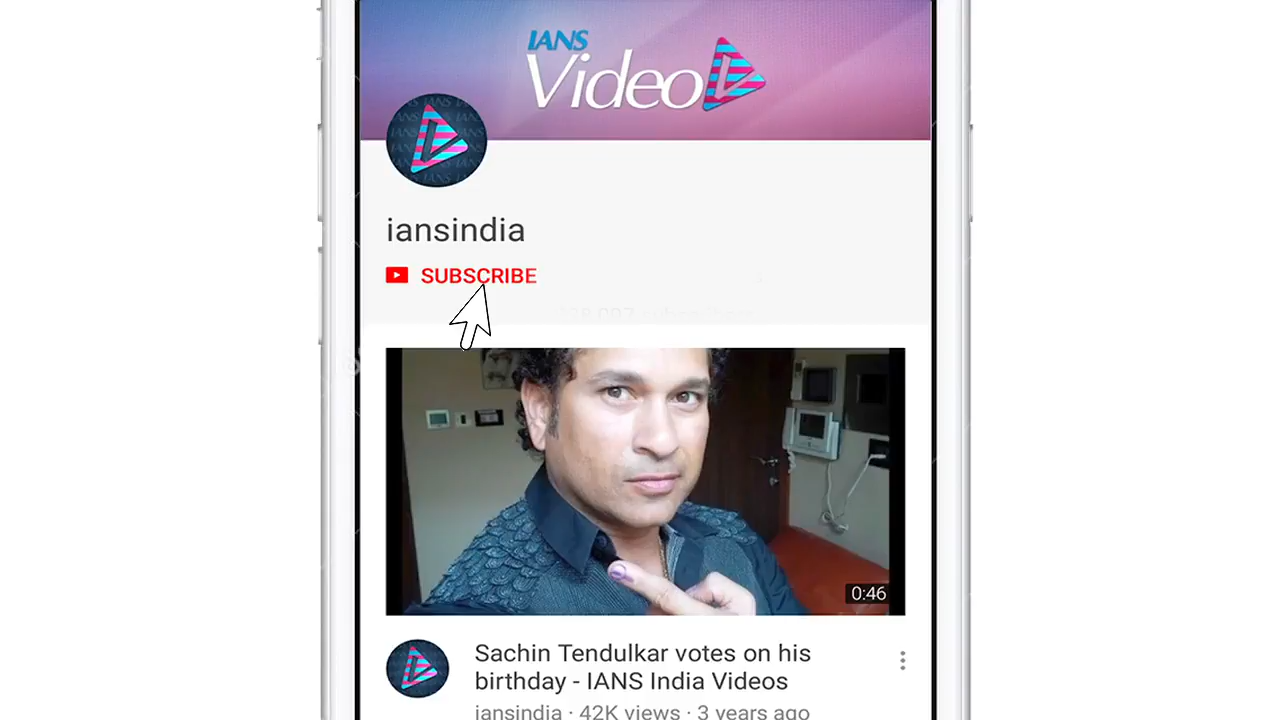 IANS
Video
iansindia
SUBSCRIBE
0:46
Sachin Tendulkar votes on his
birthday - IANS India Videos
iansindia · 42K views · 3 years ago